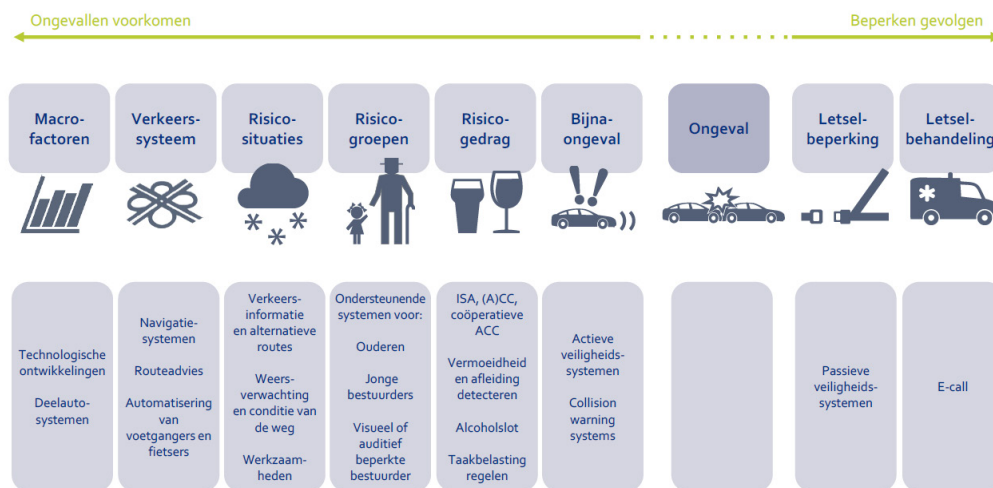 Ongevallen voorkomen
Beperken gevolgen
Macro-
factoren
Verkeers-
systeem
Risico-
situaties
Risico-
groepen
Risico-
gedrag
Bijna-
ongeval
Ongeval
Letsel-
beperking
Letsel-
behandeling
Technologische
ontwikkelingen
Deelauto-
systemen
Navigatie-
systemen
Routeadvies
Automatisering
van
voetgangers en
fietsers
Verkeers-
informatie
en alternatieve
routes
Weers-
verwachting
en conditie van
de weg
Werkzaam-
heden
Ondersteunende
systemen voor:
Ouderen
Jonge
bestuurders
Visueel of
auditief
beperkte
bestuurder
ISA, (A)CC,
coöperatieve
ACC
Vermoeidheid
en afleiding
detecteren
Alcoholslot
Taakbelasting
regelen
Actieve
veiligheids-
systemen
Collision
warning
systems
Passieve
veiligheids-
systemen
E-call